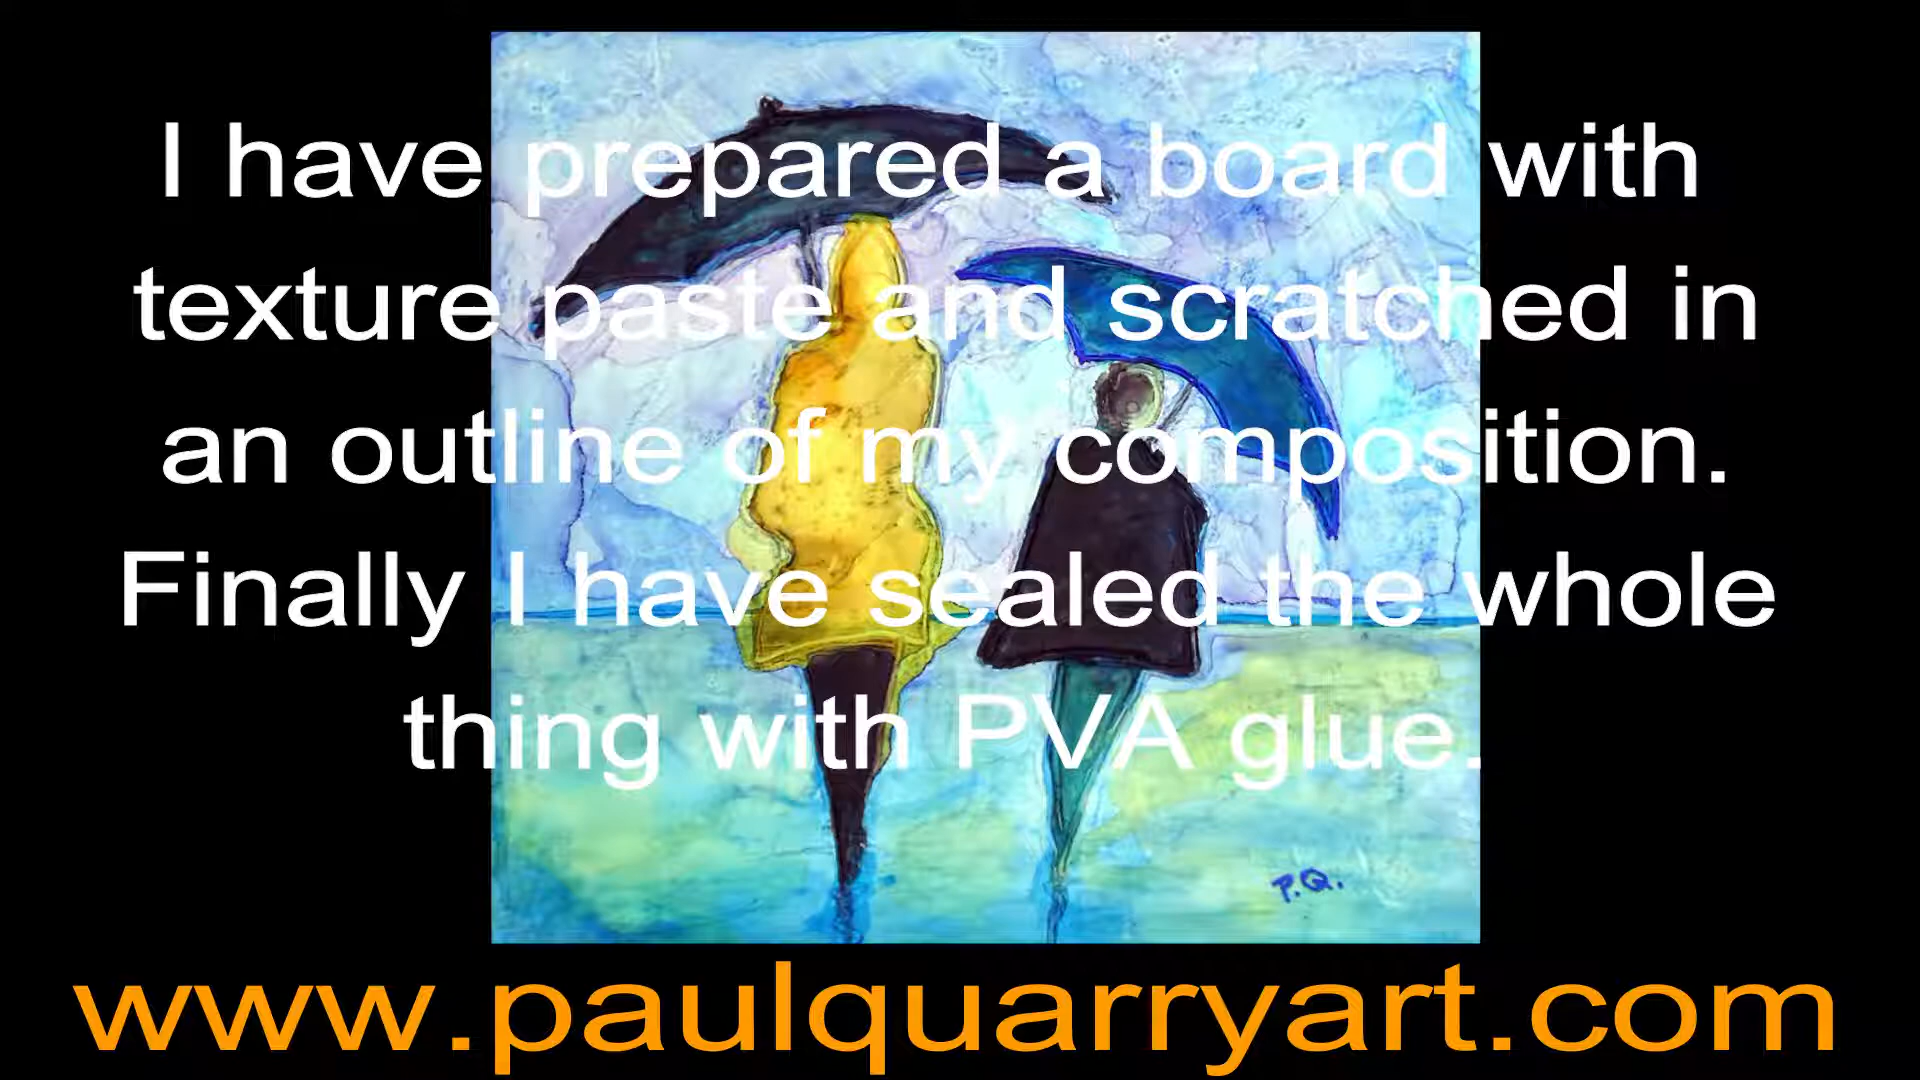 I have prepared a board with
texture paste and scratched in
an outline of my composition.
Finally I have sealed the whole
thing with PVA glue.
P.Q.
www.paulquarryart.com